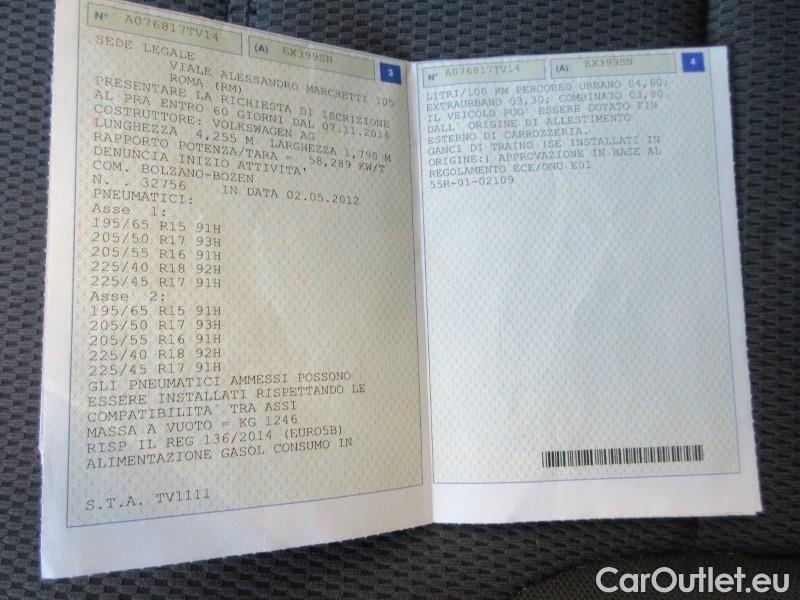 N° A076817TV14 (A) EX399SN
3
SEDE LEGALE
VIALE ALESSANDRO MARCHETTI 105
ROMA (RM)
PRESENTARE LA RICHIESTA DI ISCRIZIONE
AL PRA ENTRO 60 GIORNI DAL 07.11.2014
COSTRUTTORE: VOLKSWAGEN AG
LUNGHEZZA 4,255 M LARGHEZZA 1,790 M
RAPPORTO POTENZA/TARA = 58,289 KW/T
DENUNCIA INIZIO ATTIVITA'
COM. BOLZANO-BOZEN
N. . 32756 IN DATA 02.05.2012
PNEUMATICI:
Asse 1:
195/65 R15 91H
205/50 R17 93H
205/55 R16 91H
225/40 R18 92H
225/45 R17 91H
Asse 2:
195/65 R15 91H
205/50 R17 93H
205/55 R16 91H
225/40 R18 92H
225/45 R17 91H
GLI PNEUMATICI AMMESSI POSSONO
ESSERE INSTALLATI RISPETTANDO LE
COMPATIBILITA' TRA ASSI
MASSA A VUOTO = KG 1246
RISP IL REG 136/2014 (EURO5B)
ALIMENTAZIONE GASOL CONSUMO IN
S.T.A. TV1111
N° A076817TV14 (A) EX399SN
4
LITRI/100 KM PERCORSO URBANO 04,60;
EXTRAURBANO 03,30; COMBINATO 03,80.
IL VEICOLO PUO' ESSERE DOTATO FIN
DALL' ORIGINE DI ALLESTIMENTO
ESTERNO DI CARROZZERIA.
GANCI DI TRAINO (SE INSTALLATI IN
ORIGINE:) APPROVAZIONE IN BASE AL
REGOLAMENTO ECE/ONU E01
55R-01-02109
CarOutlet.eu